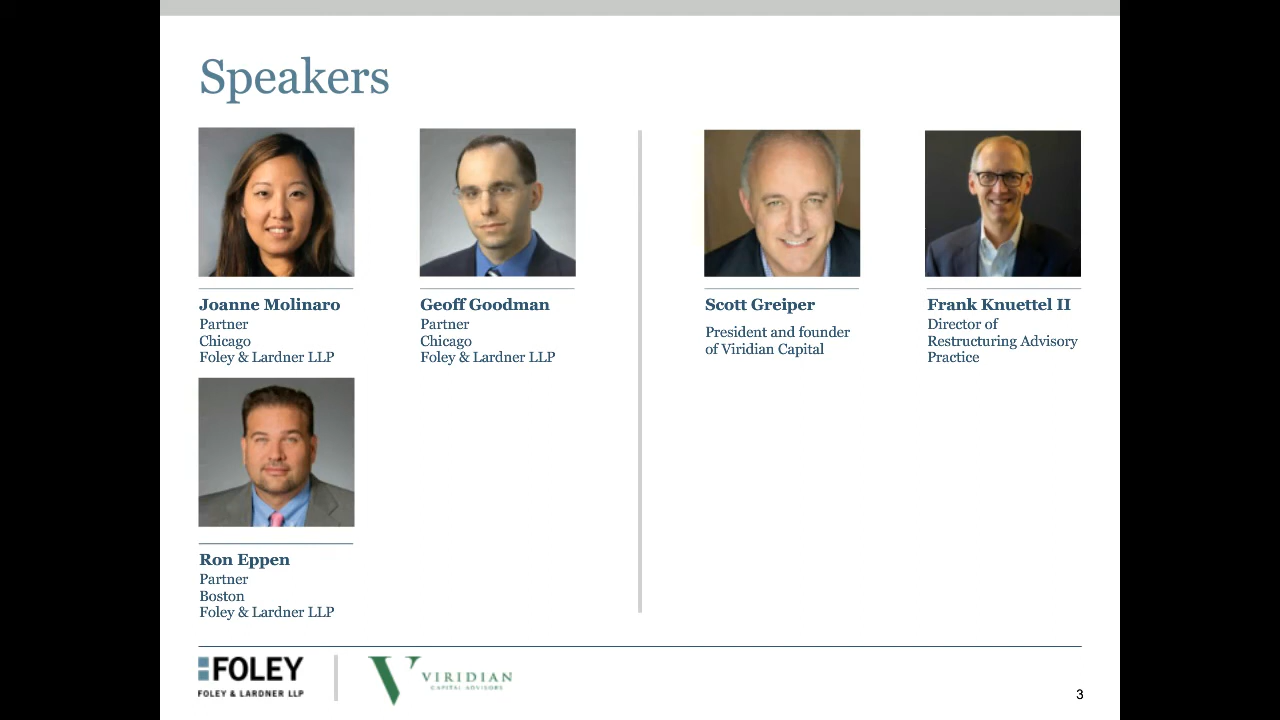 Speakers
Joanne Molinaro
Partner
Chicago
Foley & Lardner LLP
Geoff Goodman
Partner
Chicago
Foley & Lardner LLP
Ron Eppen
Partner
Boston
Foley & Lardner LLP
Scott Greiper
President and founder
of Viridian Capital
Frank Knuettel II
Director of
Restructuring Advisory
Practice
FOLEY
FOLEY & LARDNER LLP
VIRIDIAN
CAPITAL ADVISORS
3